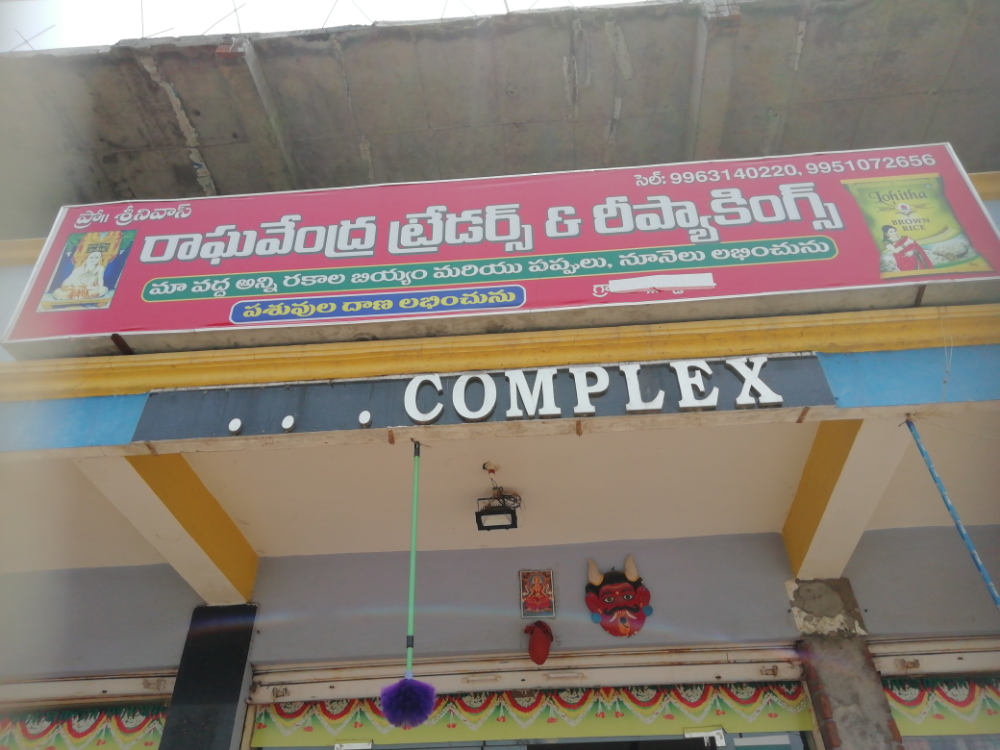 ప్రో॥ శ్రీనివాస్
సెల్: 9963140220, 9951072656
రాఘవేంద్ర ట్రేడర్స్ & రీప్యాకింగ్స్
మా వద్ద అన్ని రకాల బియ్యం మరియు పప్పులు, నూనెలు లభించును
పశువుల దాణ లభించును
Lohitha
BROWN
RICE
COMPLEX